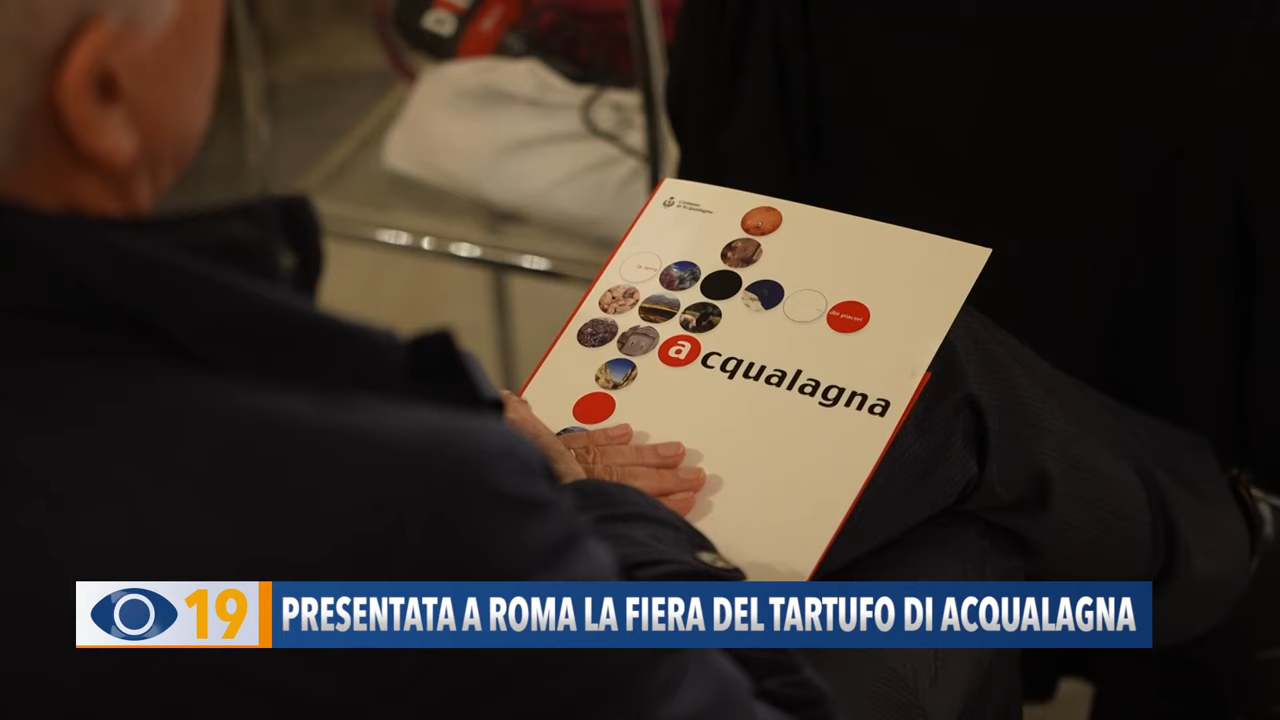 Comune
di Acqualagna
la terra
dei piaceri
acqualagna
19
PRESENTATA A ROMA LA FIERA DEL TARTUFO DI ACQUALAGNA